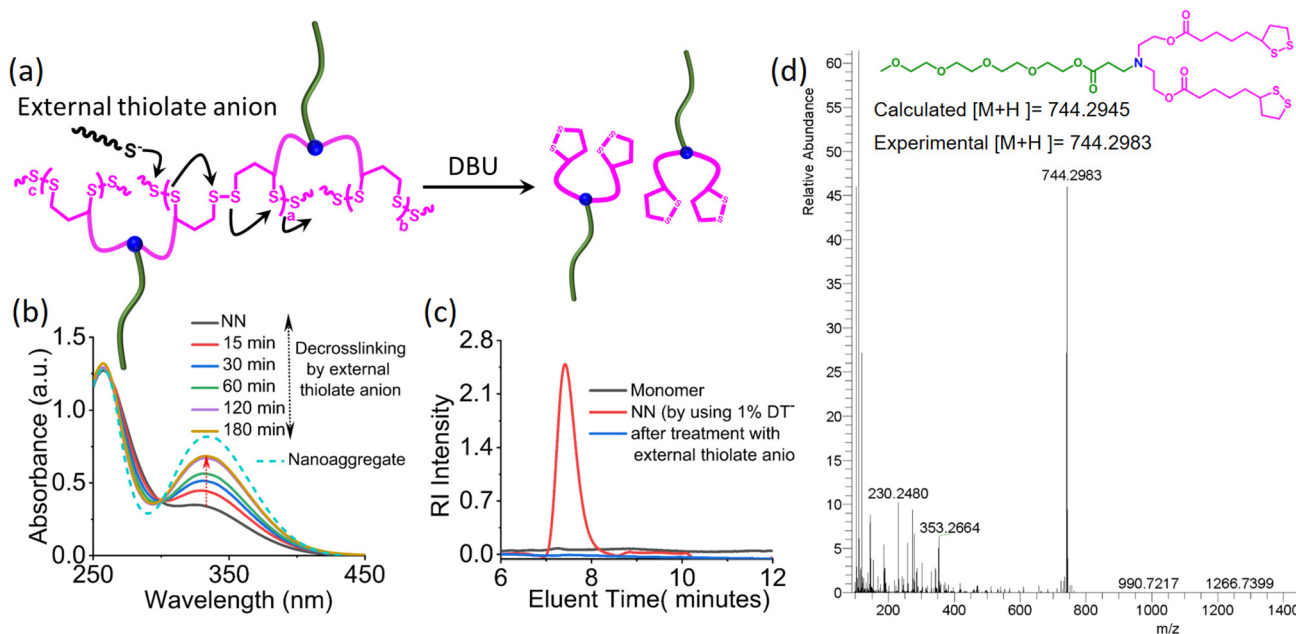 (a)
External thiolate anion
S-
S
S
c
S
S
S
S
S
S
S
S
a
S
S
S
S
b
DBU
S
S
S
S
S
S
S
S
(b)
NN
15 min
30 min
60 min
120 min
180 min
Decrosslinking
by external
thiolate anion
Nanoaggregate
1.5
1.0
0.5
0.0
Absorbance (a.u.)
250
350
450
Wavelength (nm)
(c)
Monomer
NN (by using 1% DT-
after treatment with
external thiolate anio
2.8
2.1
1.4
0.7
0.0
RI Intensity
6
8
10
12
Eluent Time( minutes)
(d)
O
O
O
O
O
O
O
N
O
O
O
O
S
S
S
S
Calculated [M+H ]= 744.2945
Experimental [M+H ]= 744.2983
744.2983
230.2480
353.2664
990.7217
1266.7399
60
55
50
45
40
35
30
25
20
15
10
5
0
Relative Abundance
200
400
600
800
1000
1200
1400
m/z